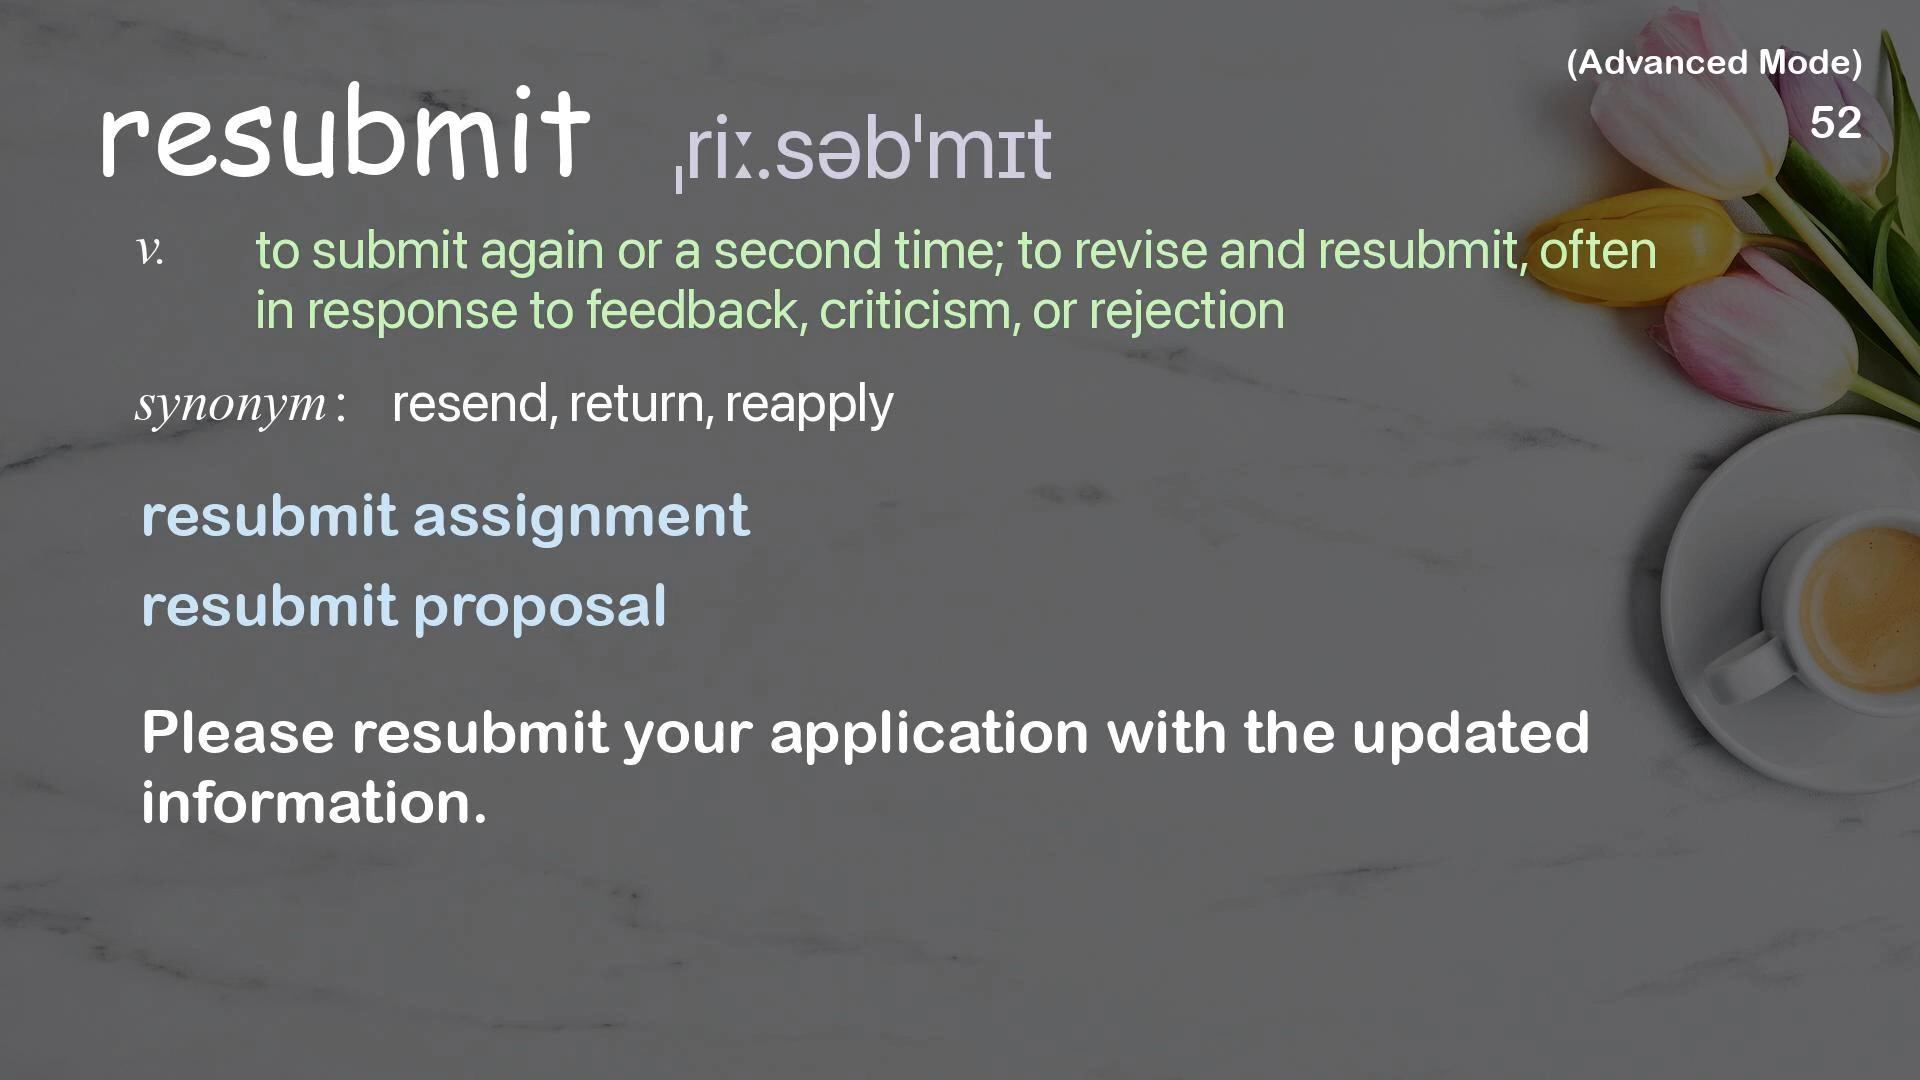 (Advanced Mode)
52
resubmit ˌriː.səbˈmɪt
v. to submit again or a second time; to revise and resubmit, often
in response to feedback, criticism, or rejection
synonym: resend, return, reapply
resubmit assignment
resubmit proposal
Please resubmit your application with the updated
information.